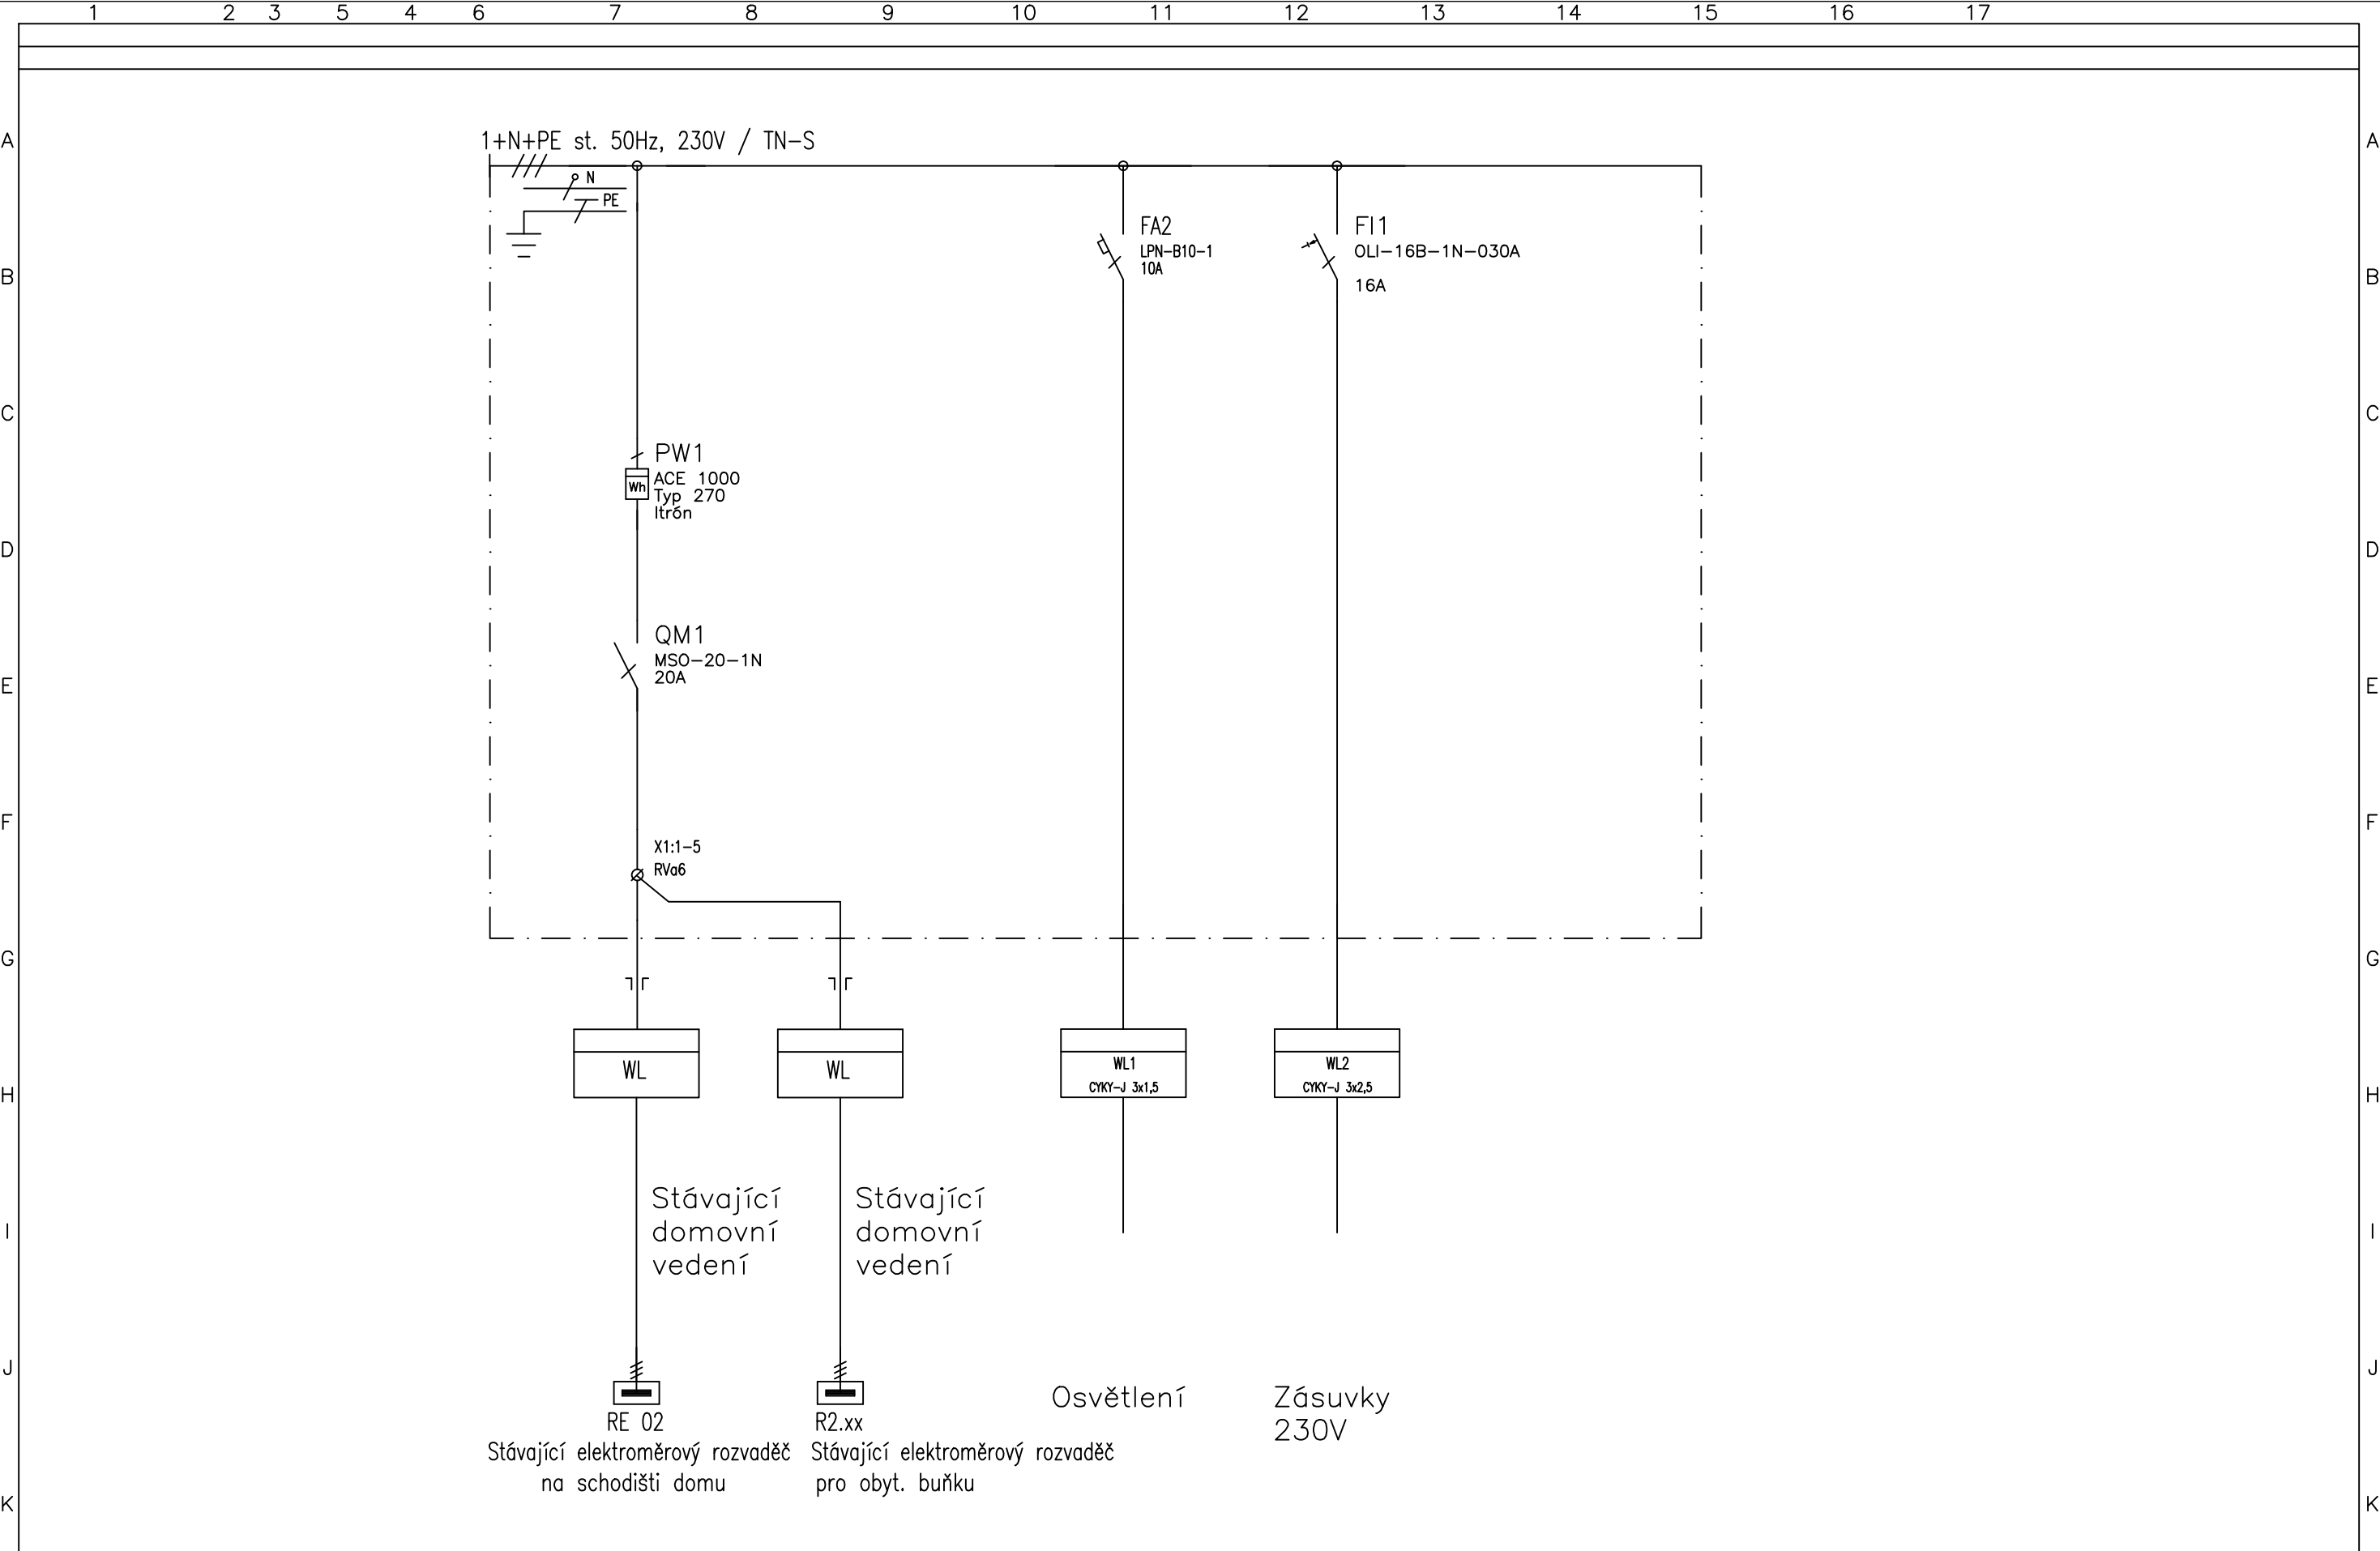 1 2 3 5 4 6 7 8 9 10 11 12 13 14 15 16 17
A A
1+N+PE st. 50Hz, 230V / TN-S
N
PE
FA2
LPN-B10-1
10A
FI1
OLI-16B-1N-030A
16A
B B
C C
PW1
Wh
ACE 1000
Typ 270
Itrón
D D
QM1
MSO-20-1N
20A
E E
F F
X1:1-5
RVa6
G G
WL
WL
WL1
CYKY-J 3x1,5
WL2
CYKY-J 3x2,5
H H
Stávající
domovní
vedení
Stávající
domovní
vedení
I I
J J
RE 02
Stávající elektroměrový rozvaděč
na schodišti domu
R2.xx
Stávající elektroměrový rozvaděč
pro obyt. buňku
Osvětlení
Zásuvky
230V
K K